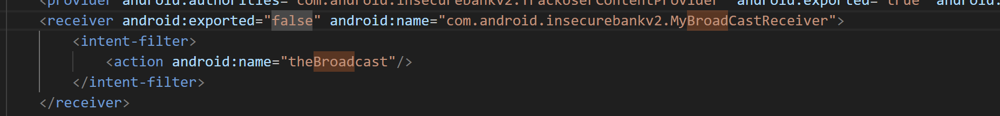 <provider android:authorities="com.android.insecurebankv2.TrackUserContentProvider" android:exported="true" android:
<receiver android:exported="false" android:name="com.android.insecurebankv2.MyBroadCastReceiver">
<intent-filter>
<action android:name="theBroadcast"/>
</intent-filter>
</receiver>